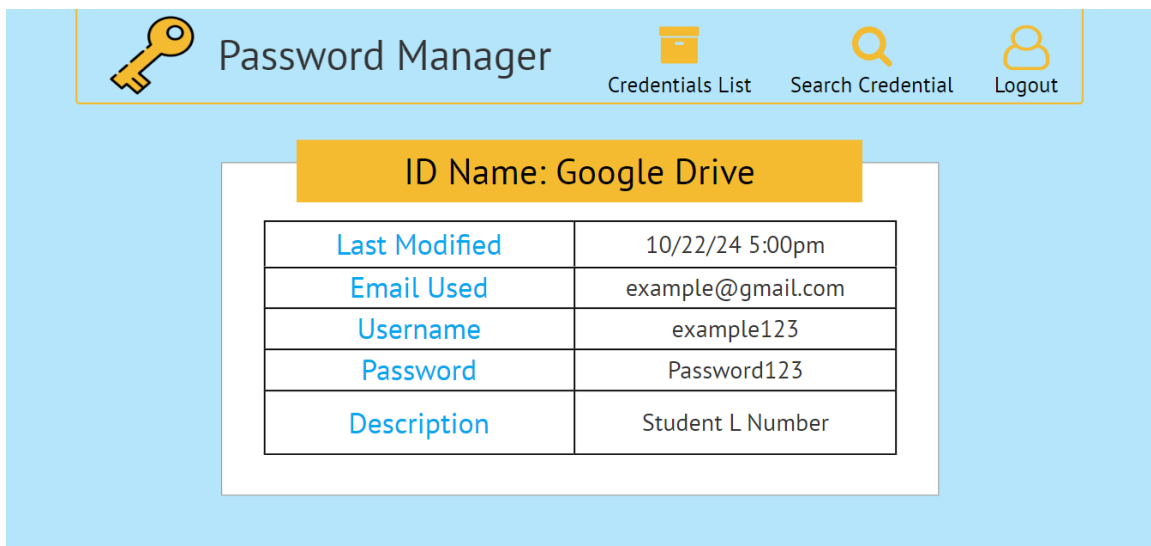 Password Manager
Credentials List
Search Credential
Logout
ID Name: Google Drive
Last Modified 10/22/24 5:00pm
Email Used example@gmail.com
Username example123
Password Password123
Description Student L Number